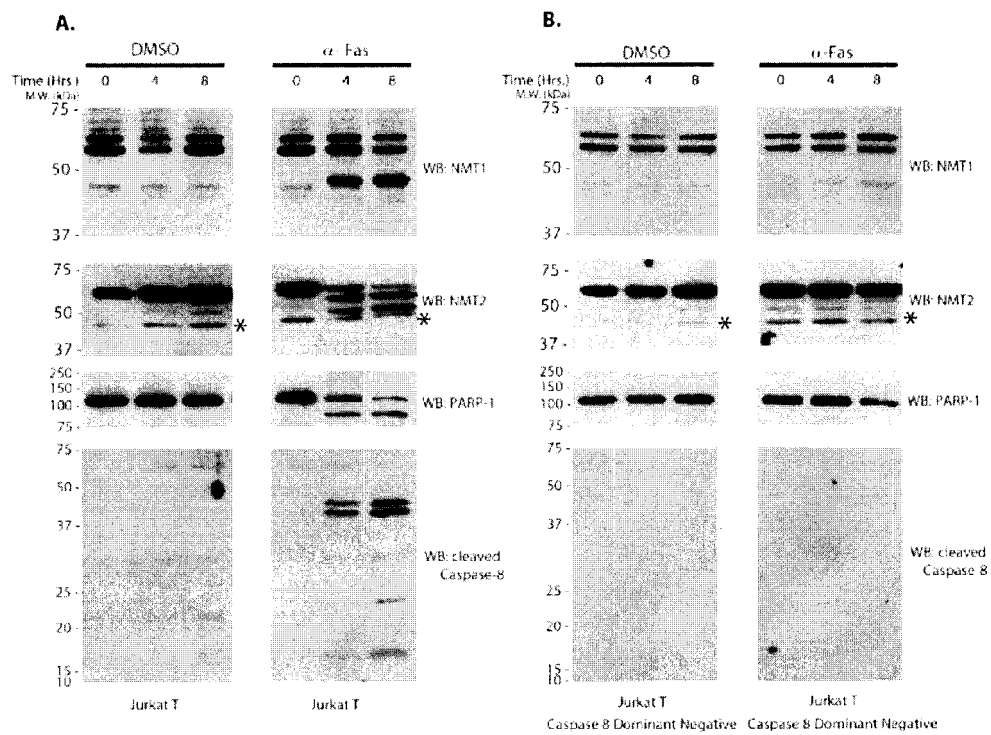 A.
DMSO
α- Fas
Time (Hrs.) 0 4 8 0 4 8
M.W. (kDa)
75 -
50 -
37 -
WB: NMT1
75 -
50 -
37 -
*
*
WB: NMT2
250 -
150 -
100 -
75 -
WB: PARP-1
75 -
50 -
37 -
25 -
20 -
15 -
10 -
WB: cleaved
Caspase-8
Jurkat T
Jurkat T
B.
DMSO
α-Fas
Time (Hrs.) 0 4 8 0 4 8
M.W. (kDa)
75 -
50 -
37 -
WB: NMT1
75 -
50 -
37 -
*
*
WB: NMT2
250 -
150 -
100 -
75 -
WB: PARP-1
75 -
50 -
37 -
25 -
20 -
15 -
10 -
WB: cleaved
Caspase 8
Jurkat T
Caspase 8 Dominant Negative
Jurkat T
Caspase 8 Dominant Negative